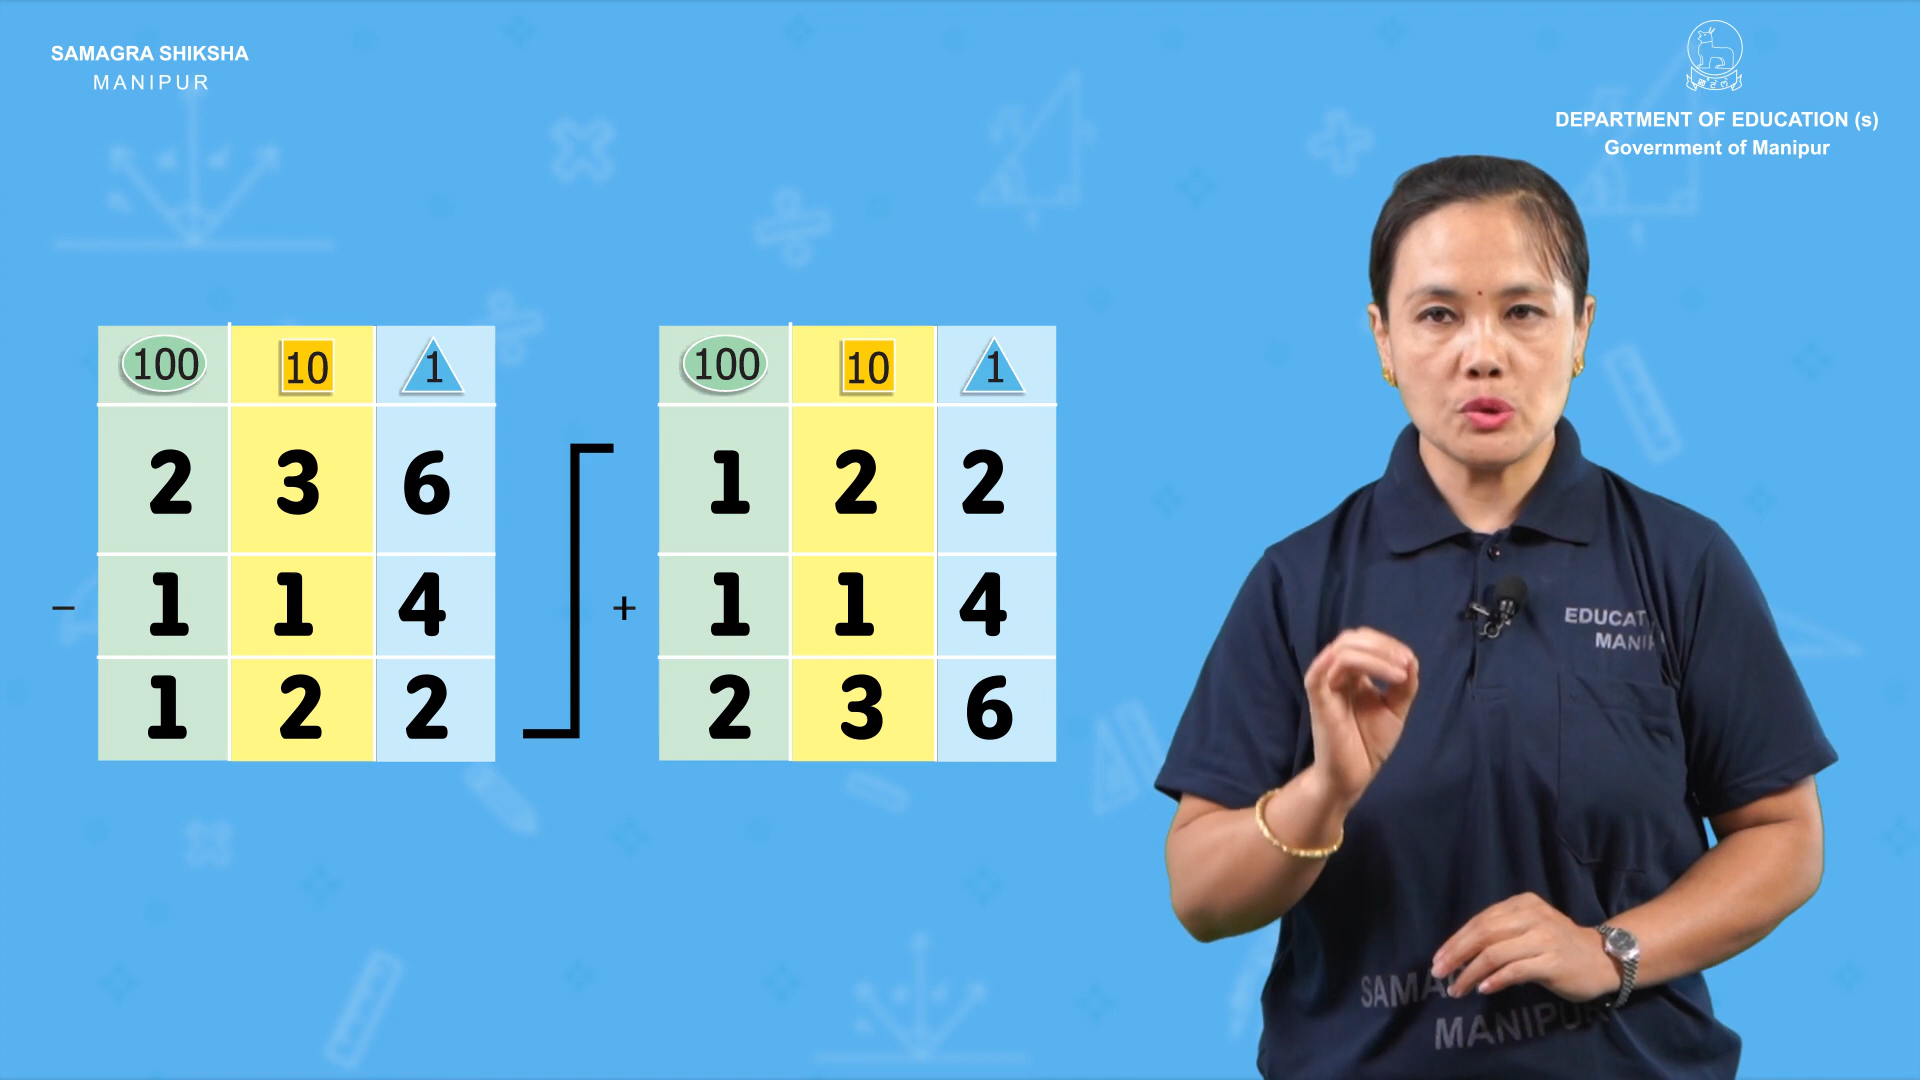 SAMAGRA SHIKSHA
MANIPUR
DEPARTMENT OF EDUCATION (s)
Government of Manipur
100 10 1
2 3 6
− 1 1 4
1 2 2
100 10 1
1 2 2
+ 1 1 4
2 3 6
MANIPUR